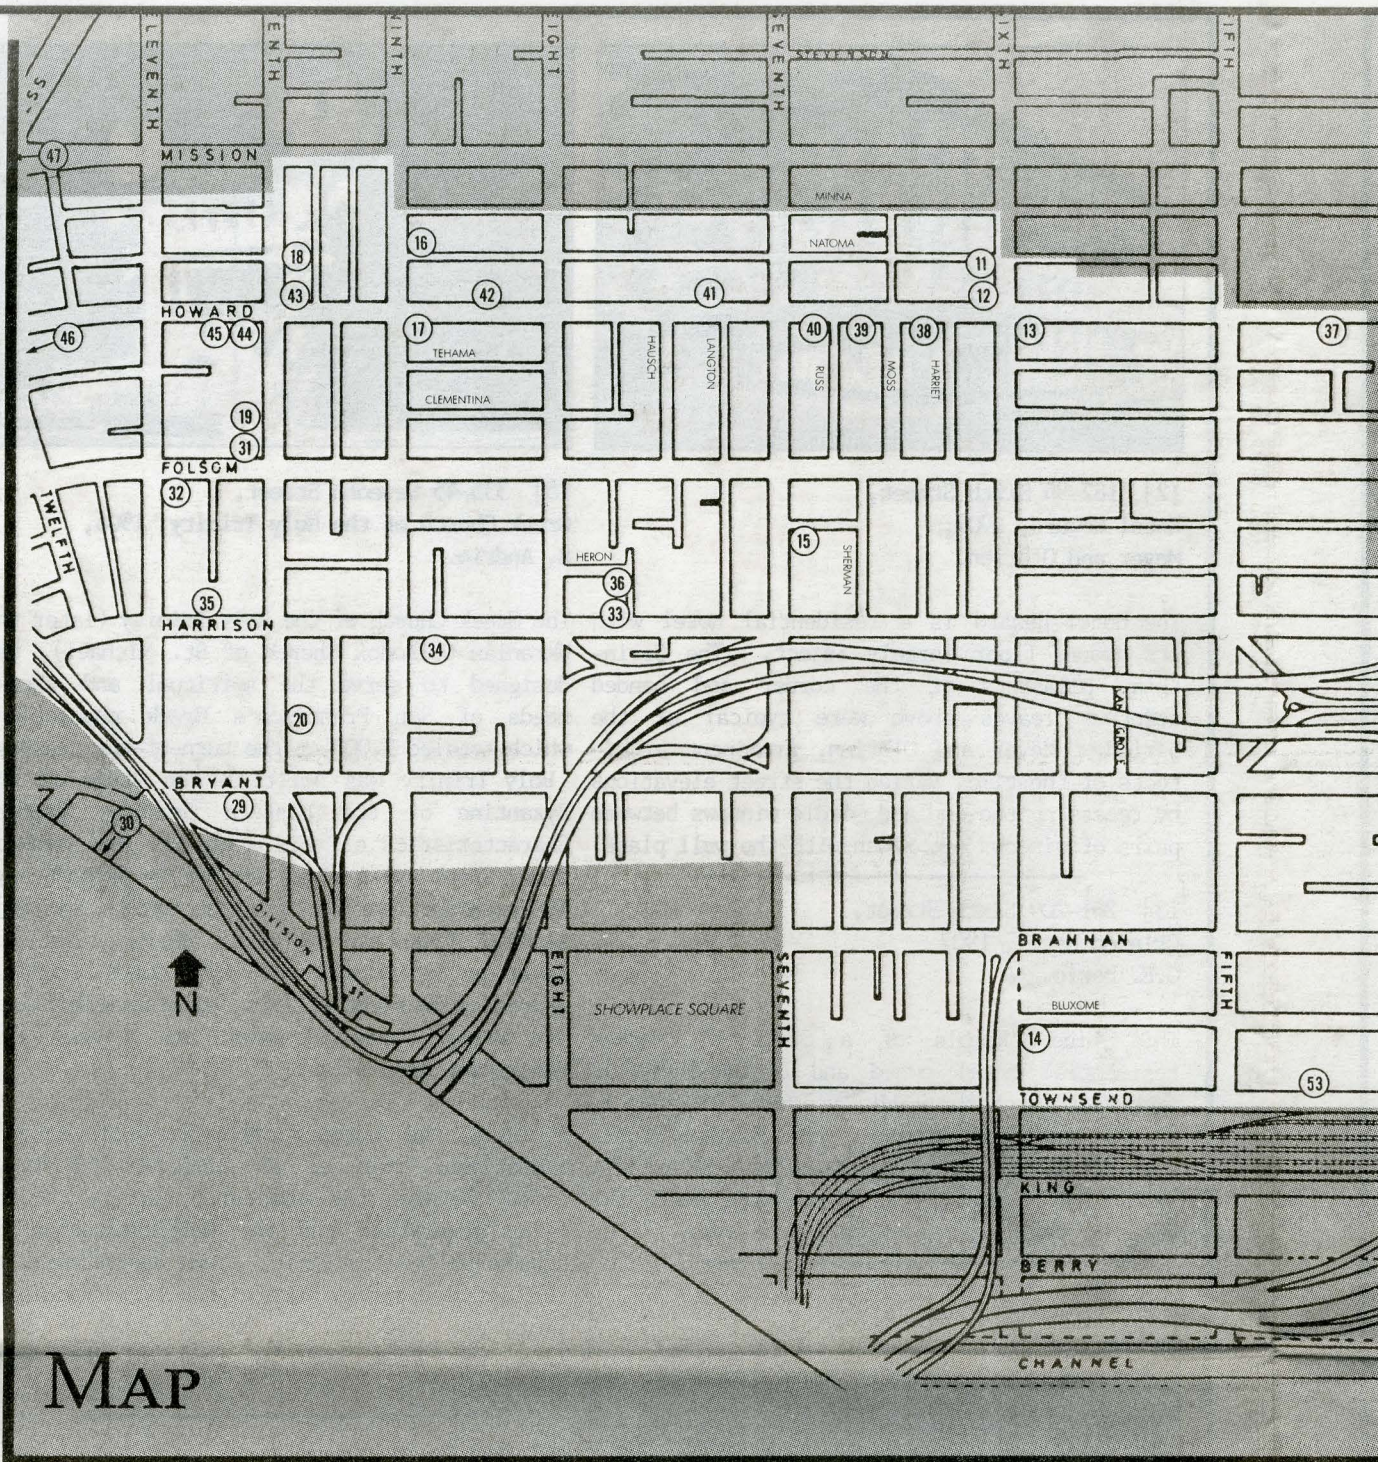 ELEVENTH
ENTH
NINTH
EIGHT
SEVENTH
SIXTH
FIFTH
SS
STEVENSON
47
MISSION
MINNA
16
NATOMA
18
11
43
42
41
12
HOWARD
46
45
44
17
40
39
38
13
37
TEHAMA
HAUSCH
LANGTON
RUSS
MOSS
HARRIET
CLEMENTINA
19
31
FOLSOM
32
TWELFTH
15
HERON
SHERMAN
36
35
33
HARRISON
34
20
BRYANT
29
30
DIVISION
ST
BRANNAN
EIGHT
SEVENTH
FIFTH
N
SHOWPLACE SQUARE
BLUXOME
14
53
TOWNSEND
KING
BERRY
CHANNEL
MAP